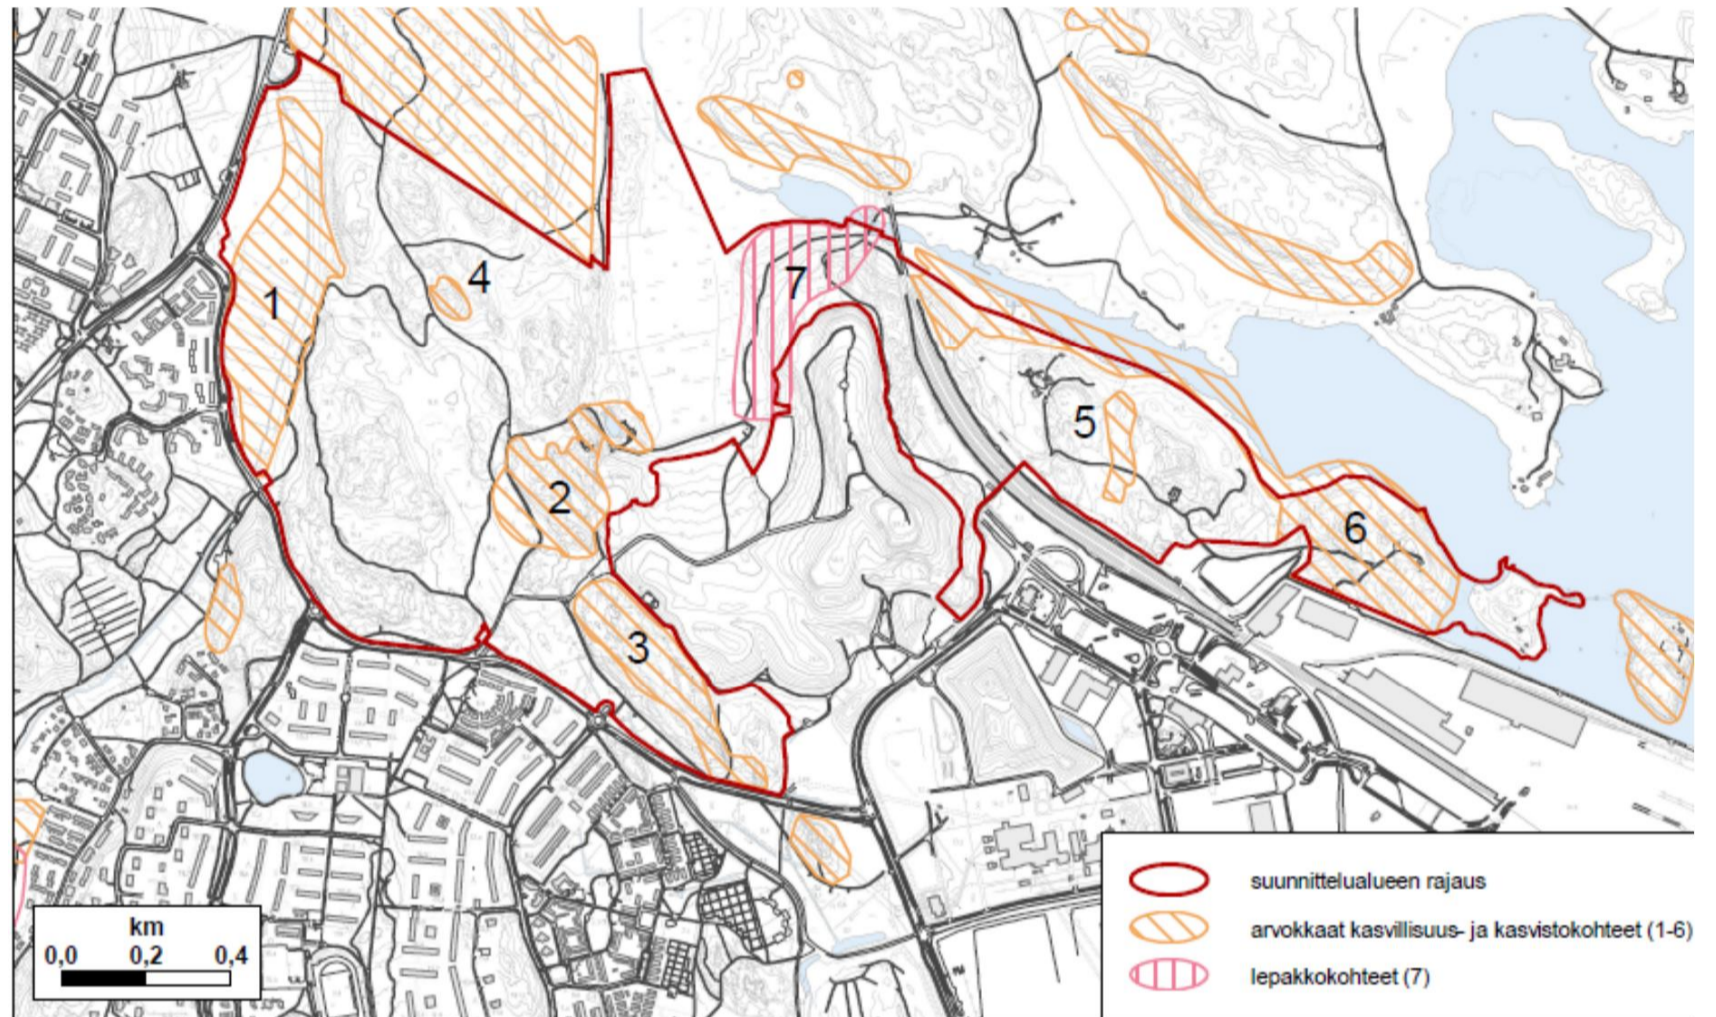 4
1
7
5
2
6
3
km
0,0 0,2 0,4
suunnittelualueen rajaus
arvokkaat kasvillisuus- ja kasvistokohteet (1-6)
lepakkokohteet (7)